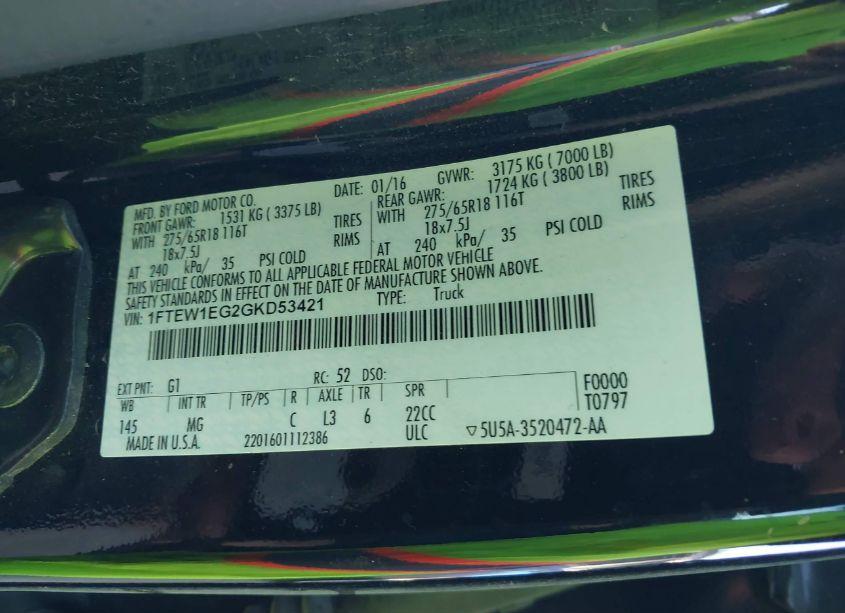 MFD. BY FORD MOTOR CO. DATE: 01/16 GVWR: 3175 KG ( 7000 LB)
FRONT GAWR: 1531 KG ( 3375 LB) REAR GAWR: 1724 KG ( 3800 LB)
WITH 275/65R18 116T TIRES WITH 275/65R18 116T TIRES
18x7.5J RIMS 18x7.5J RIMS
AT 240 kPa/ 35 PSI COLD AT 240 kPa/ 35 PSI COLD
THIS VEHICLE CONFORMS TO ALL APPLICABLE FEDERAL MOTOR VEHICLE
SAFETY STANDARDS IN EFFECT ON THE DATE OF MANUFACTURE SHOWN ABOVE.
VIN: 1FTEW1EG2GKD53421 TYPE: Truck
EXT PNT: G1 RC: 52 DSO: F0000
WB INT TR TP/PS R AXLE TR SPR T0797
145 MG C L3 6 22CC
MADE IN U.S.A. 2201601112386 ULC ▽5U5A-3520472-AA